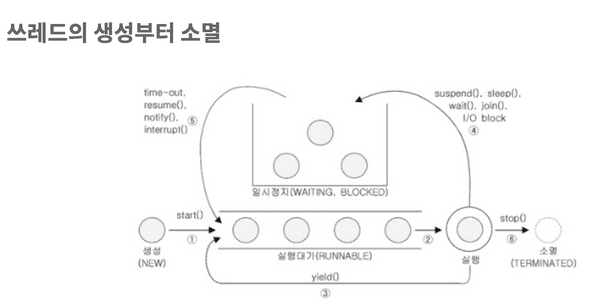 쓰레드의 생성부터 소멸
time-out,
resume(),
notify(),
interrupt()
⑤
suspend(), sleep(),
wait(), join(),
I/O block
④
일시정지(WAITING, BLOCKED)
start()
①
생성
(NEW)
실행대기(RUNNABLE)
②
실행
stop()
⑥
소멸
(TERMINATED)
yield()
③